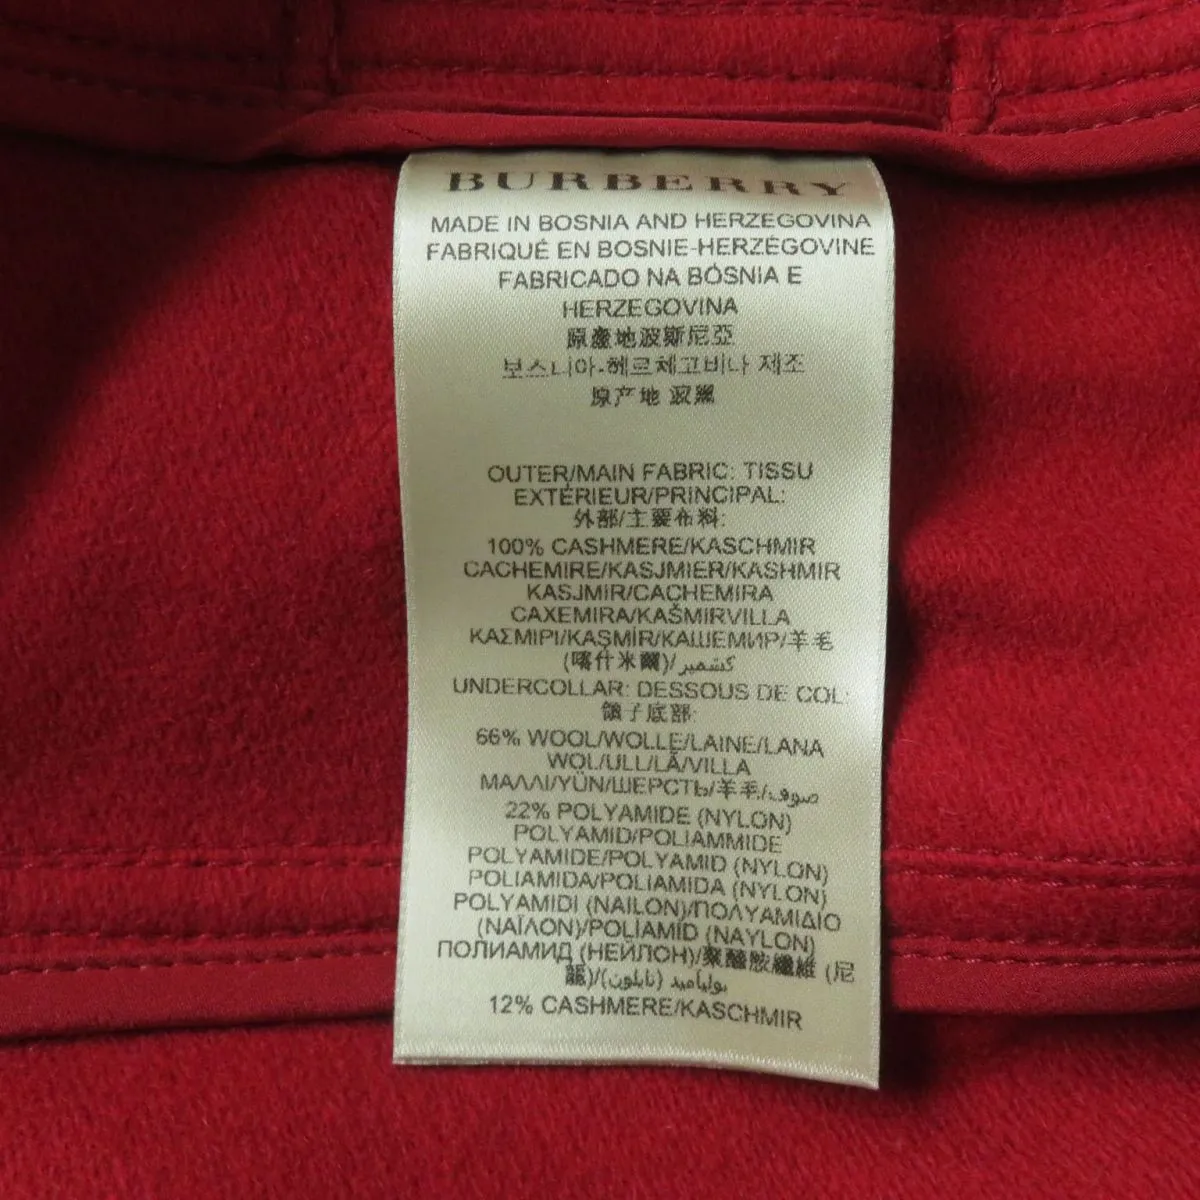 BURBERRY
MADE IN BOSNIA AND HERZEGOVINA
FABRIQUÉ EN BOSNIE-HERZÉGOVINE
FABRICADO NA BÓSNIA E
HERZEGOVINA
原產地波斯尼亞
보스니아-헤르체고비나 제조
原产地 波黑
OUTER/MAIN FABRIC: TISSU
EXTÉRIEUR/PRINCIPAL:
外部/主要布料:
100% CASHMERE/KASCHMIR
CACHEMIRE/KASJMIER/KASHMIR
KASJMIR/CACHEMIRA
CAXEMIRA/KAŠMIRVILLA
ΚΑΣΜΙΡΙ/KAŞMİR/КАШЕМИР/羊毛
(喀什米爾)/كشمير
UNDERCOLLAR: DESSOUS DE COL:
領子底部:
66% WOOL/WOLLE/LAINE/LANA
WOL/ULL/LÃ/VILLA
ΜΑΛΛΙ/YÜN/ШЕРСТЬ/羊毛/صوف
22% POLYAMIDE (NYLON)
POLYAMID/POLIAMMIDE
POLYAMIDE/POLYAMID (NYLON)
POLIAMIDA/POLIAMIDA (NYLON)
POLYAMIDI (NAILON)/ΠΟΛΥΑΜΙΔΙΟ
(ΝΑΪΛΟΝ)/POLİAMİD (NAYLON)
ПОЛИАМИД (НЕЙЛОН)/聚醯胺纖維 (尼
龍)/بولياميد (نايلون)
12% CASHMERE/KASCHMIR